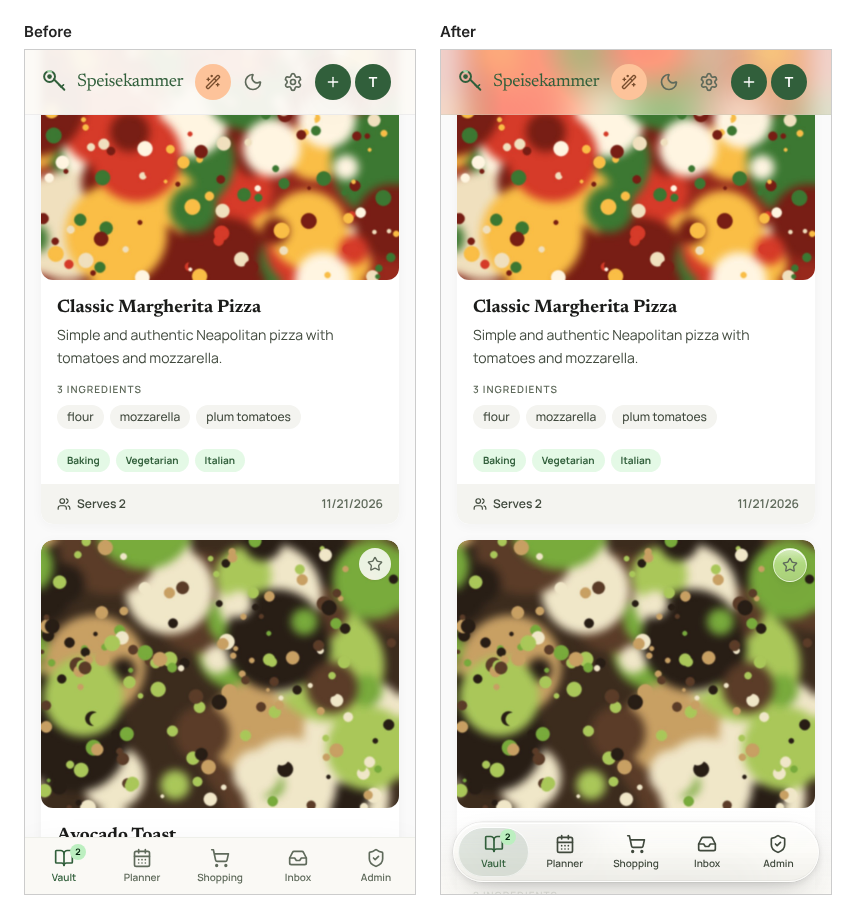 Before
Speisekammer
T
Classic Margherita Pizza
Simple and authentic Neapolitan pizza with
tomatoes and mozzarella.
3 INGREDIENTS
flour mozzarella plum tomatoes
Baking Vegetarian Italian
Serves 2 11/21/2026
Avocado Toast
2
Vault Planner Shopping Inbox Admin
After
Speisekammer
T
Classic Margherita Pizza
Simple and authentic Neapolitan pizza with
tomatoes and mozzarella.
3 INGREDIENTS
flour mozzarella plum tomatoes
Baking Vegetarian Italian
Serves 2 11/21/2026
2
Vault Planner Shopping Inbox Admin